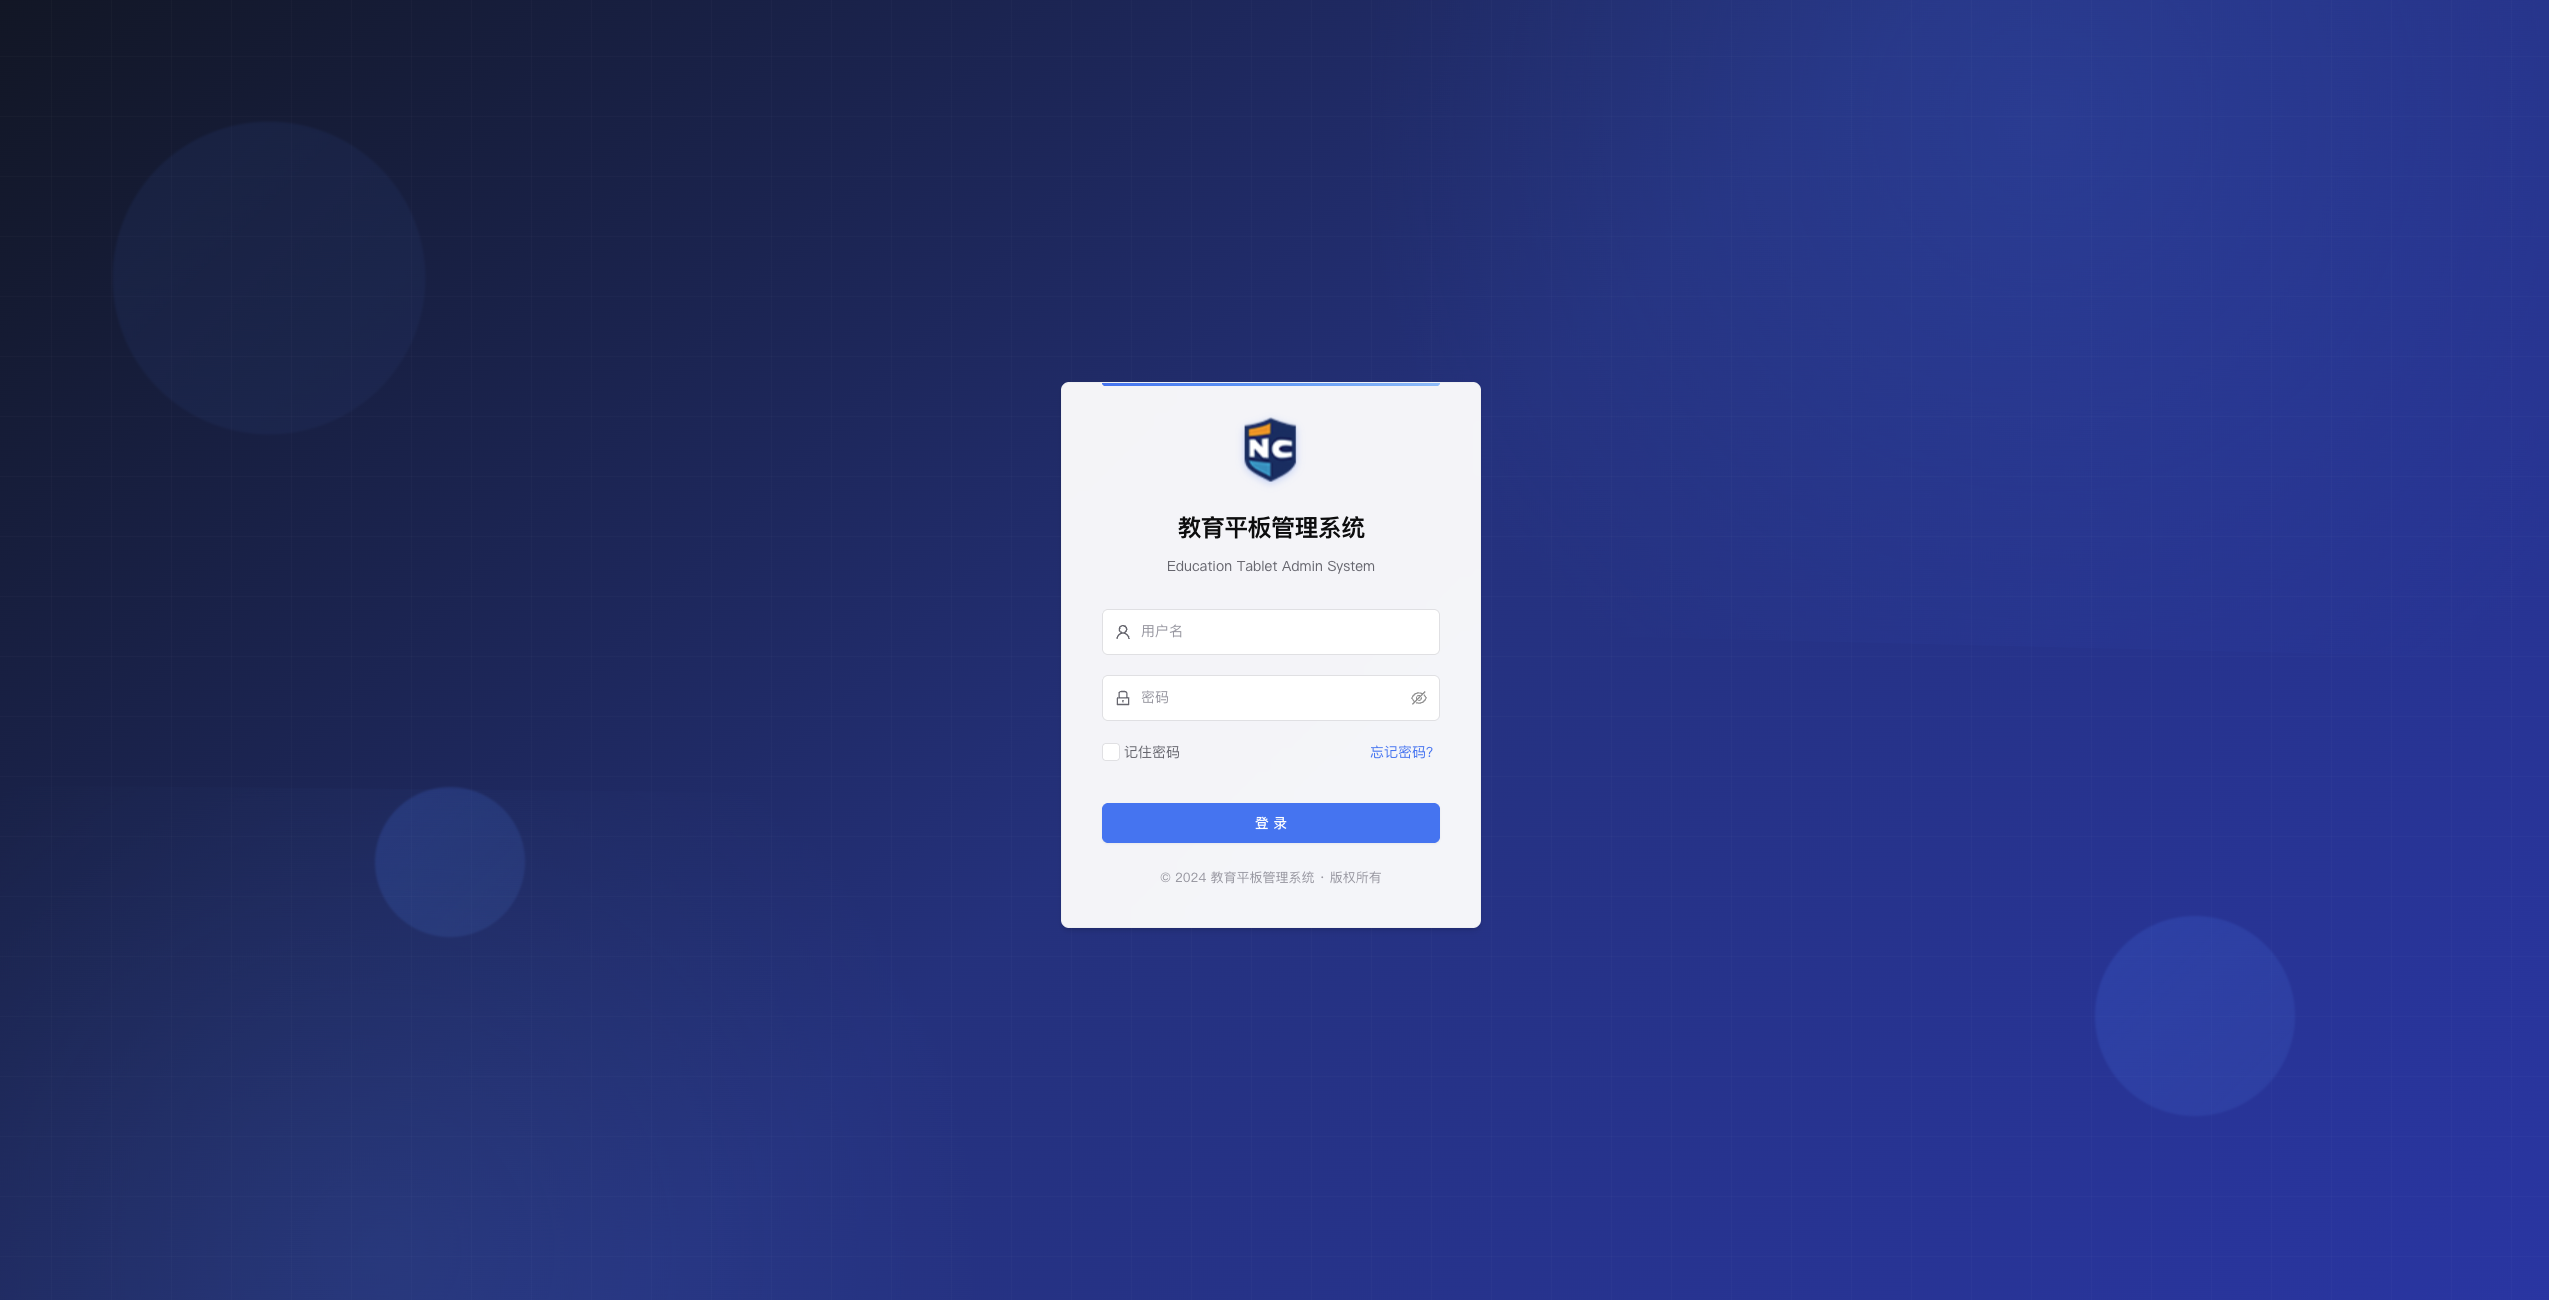 NC
教育平板管理系统
Education Tablet Admin System
用户名
密码
记住密码 忘记密码?
登 录
© 2024 教育平板管理系统 · 版权所有